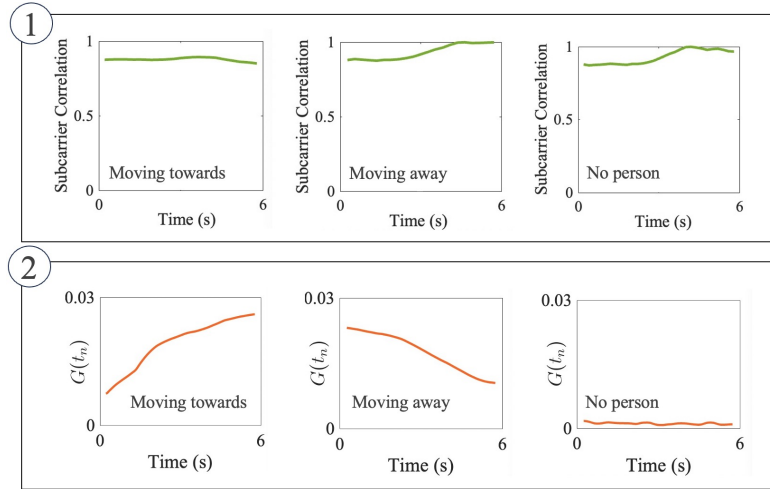 1
Subcarrier Correlation
1
0.5
0
Moving towards
0
6
Time (s)
Subcarrier Correlation
1
0.5
0
Moving away
0
6
Time (s)
Subcarrier Correlation
1
0.5
0
No person
0
6
Time (s)
2
G(tₙ)
0.03
0
Moving towards
0
6
Time (s)
G(tₙ)
0.03
0
Moving away
0
6
Time (s)
G(tₙ)
0.03
0
No person
0
6
Time (s)